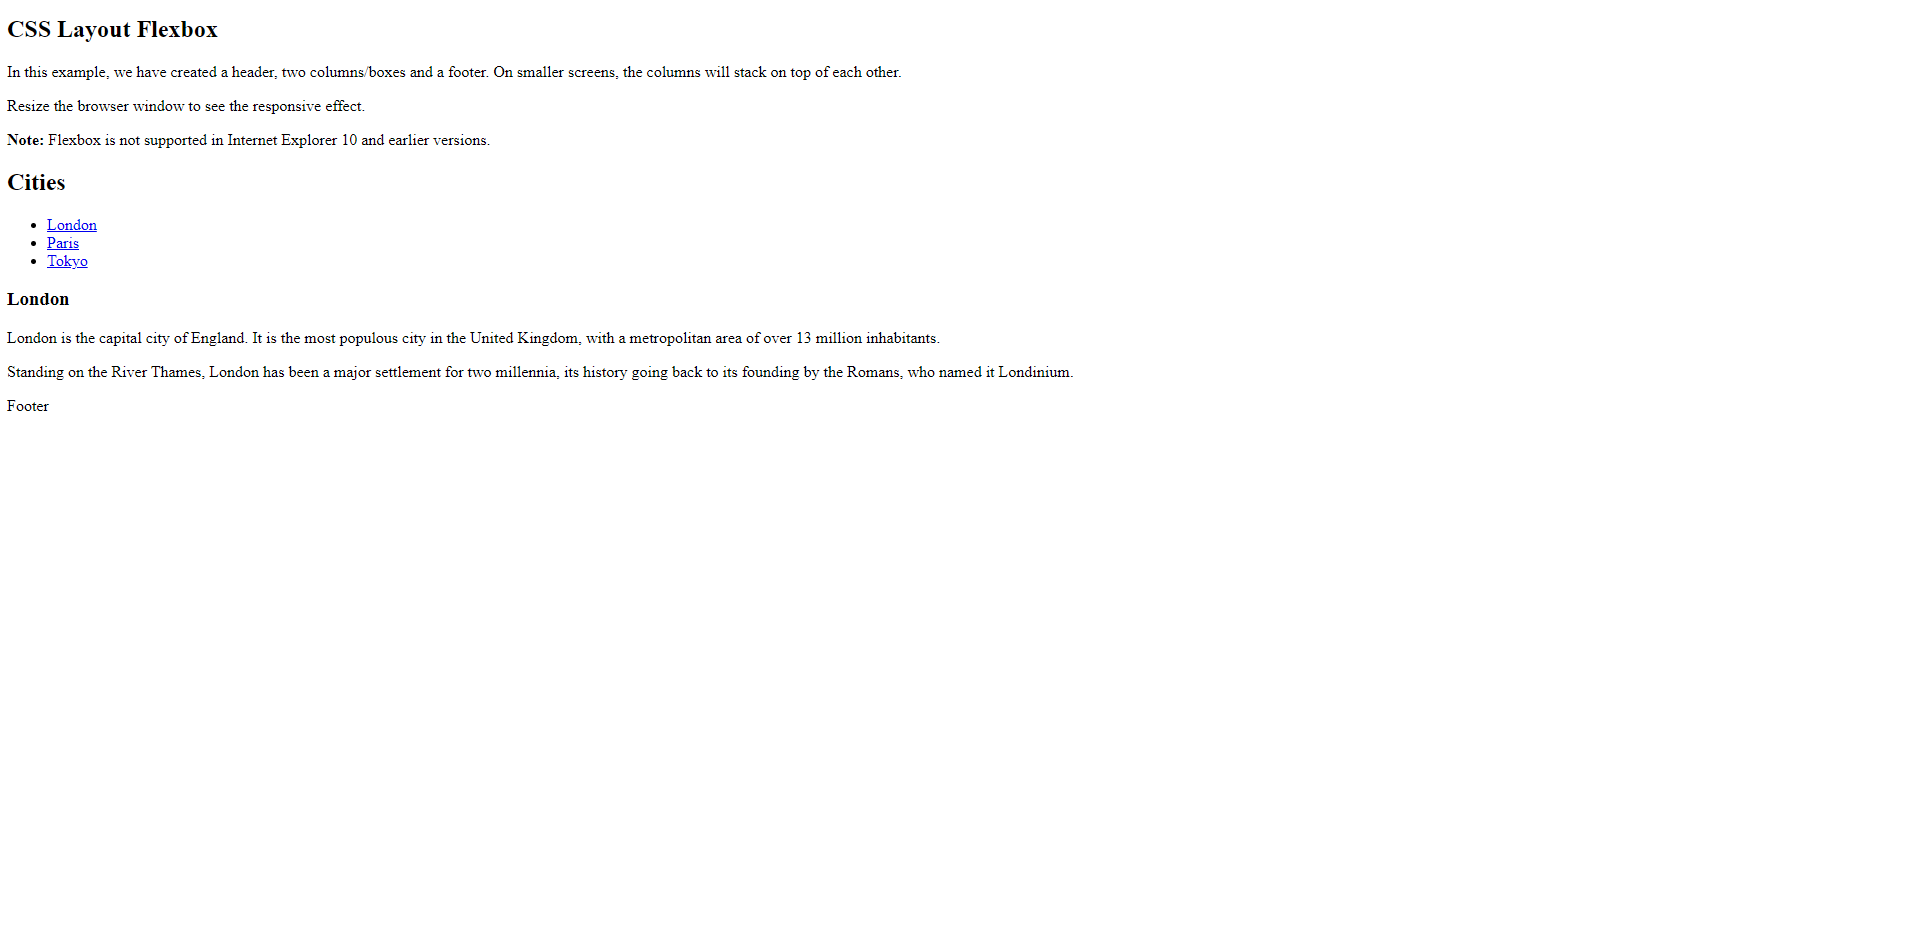 CSS Layout Flexbox
In this example, we have created a header, two columns/boxes and a footer. On smaller screens, the columns will stack on top of each other.
Resize the browser window to see the responsive effect.
Note: Flexbox is not supported in Internet Explorer 10 and earlier versions.
Cities
London
Paris
Tokyo
London
London is the capital city of England. It is the most populous city in the United Kingdom, with a metropolitan area of over 13 million inhabitants.
Standing on the River Thames, London has been a major settlement for two millennia, its history going back to its founding by the Romans, who named it Londinium.
Footer